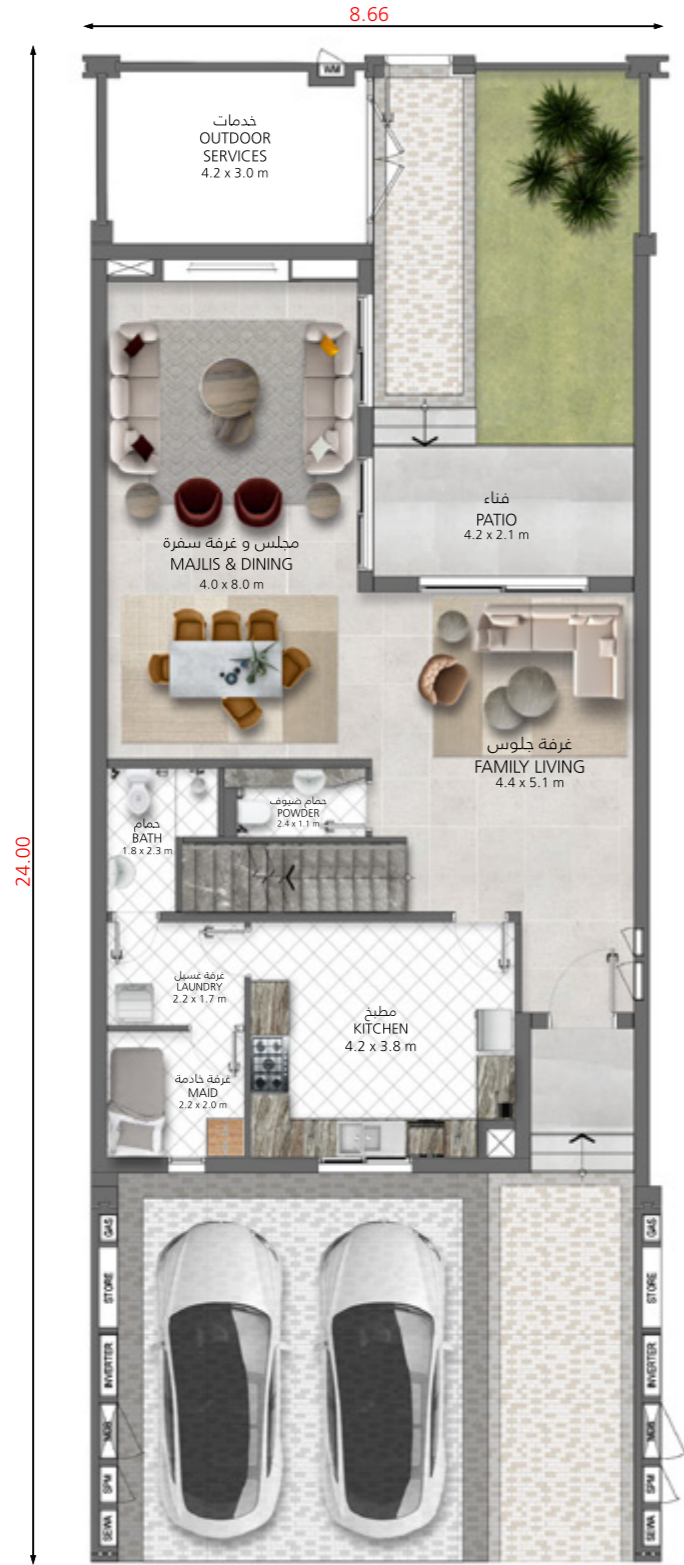 8.66
24.00
WM
خدمات
OUTDOOR
SERVICES
4.2 x 3.0 m
فناء
PATIO
4.2 x 2.1 m
مجلس و غرفة سفرة
MAJLIS & DINING
4.0 x 8.0 m
غرفة جلوس
FAMILY LIVING
4.4 x 5.1 m
حمام ضيوف
POWDER
2.4 x 1.1 m
حمام
BATH
1.8 x 2.3 m
غرفة غسيل
LAUNDRY
2.2 x 1.7 m
مطبخ
KITCHEN
4.2 x 3.8 m
غرفة خادمة
MAID
2.2 x 2.0 m
GAS
STORE
INVERTER
MDB
SPM
SEWA
GAS
STORE
INVERTER
MDB
SPM
SEWA